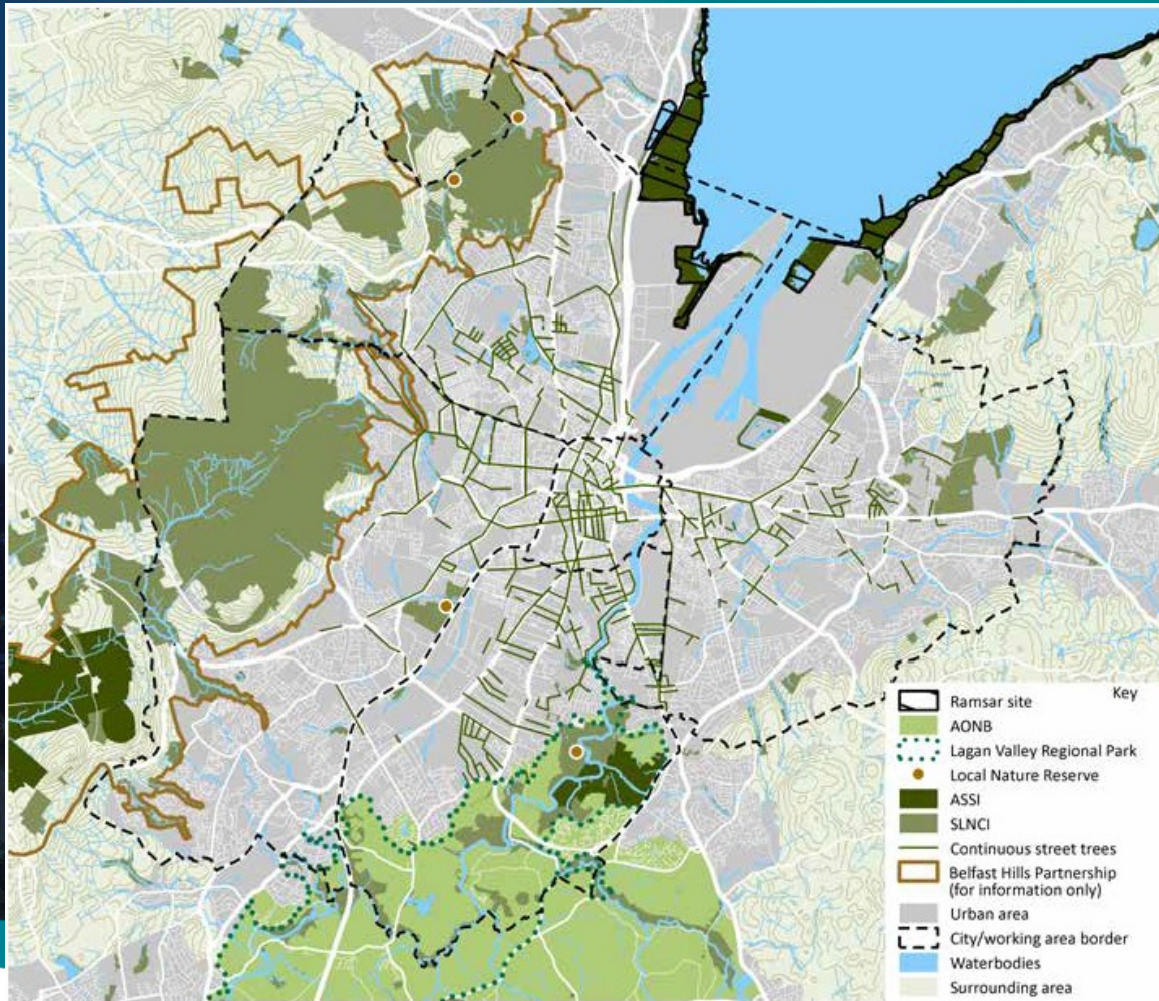 Key
Ramsar site
AONB
Lagan Valley Regional Park
Local Nature Reserve
ASSI
SLNCI
Continuous street trees
Belfast Hills Partnership
(for information only)
Urban area
City/working area border
Waterbodies
Surrounding area